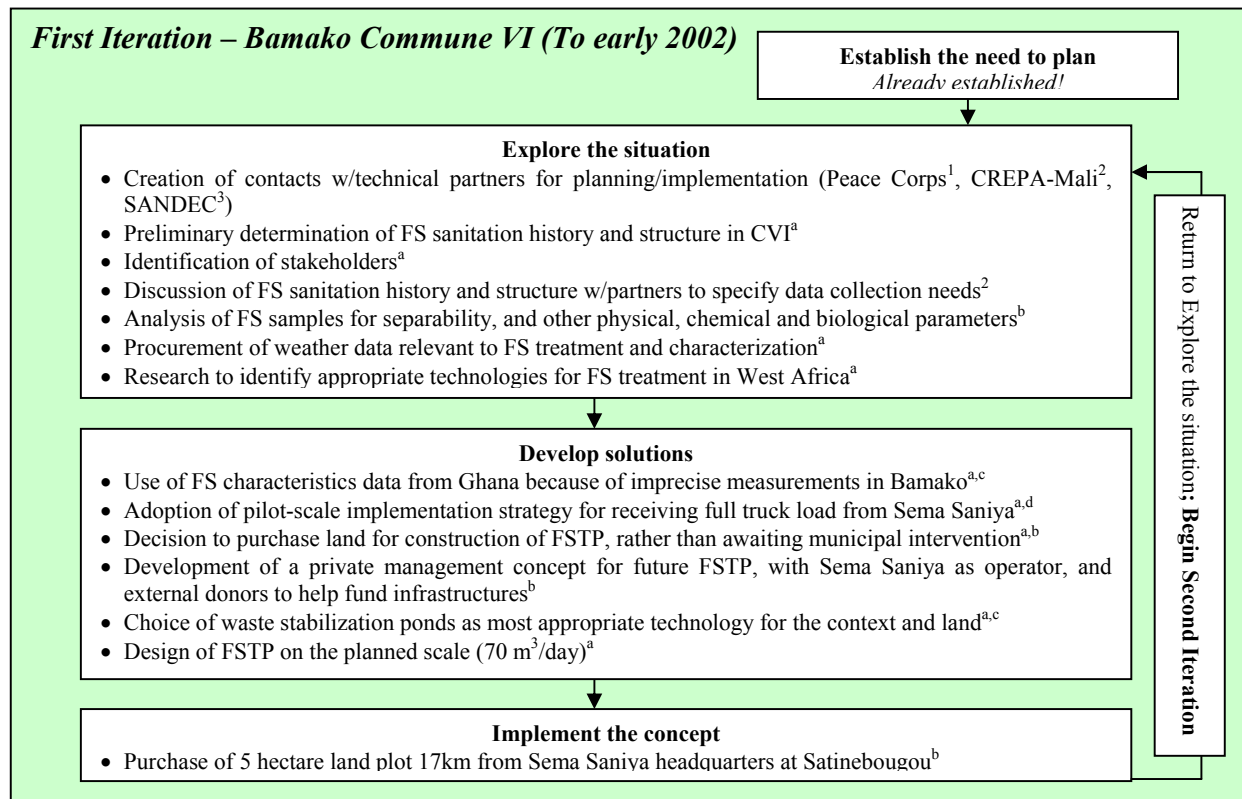 First Iteration – Bamako Commune VI (To early 2002)
Establish the need to plan
Already established!
Explore the situation
• Creation of contacts w/technical partners for planning/implementation (Peace Corps¹, CREPA-Mali²,
SANDEC³)
• Preliminary determination of FS sanitation history and structure in CVIᵃ
• Identification of stakeholdersᵃ
• Discussion of FS sanitation history and structure w/partners to specify data collection needs²
• Analysis of FS samples for separability, and other physical, chemical and biological parametersᵇ
• Procurement of weather data relevant to FS treatment and characterizationᵃ
• Research to identify appropriate technologies for FS treatment in West Africaᵃ
Develop solutions
• Use of FS characteristics data from Ghana because of imprecise measurements in Bamakoᵃ,ᶜ
• Adoption of pilot-scale implementation strategy for receiving full truck load from Sema Saniyaᵃ,ᵈ
• Decision to purchase land for construction of FSTP, rather than awaiting municipal interventionᵃ,ᵇ
• Development of a private management concept for future FSTP, with Sema Saniya as operator, and
external donors to help fund infrastructuresᵇ
• Choice of waste stabilization ponds as most appropriate technology for the context and landᵃ,ᶜ
• Design of FSTP on the planned scale (70 m³/day)ᵃ
Implement the concept
• Purchase of 5 hectare land plot 17km from Sema Saniya headquarters at Satinebougouᵇ
Return to Explore the situation; Begin Second Iteration